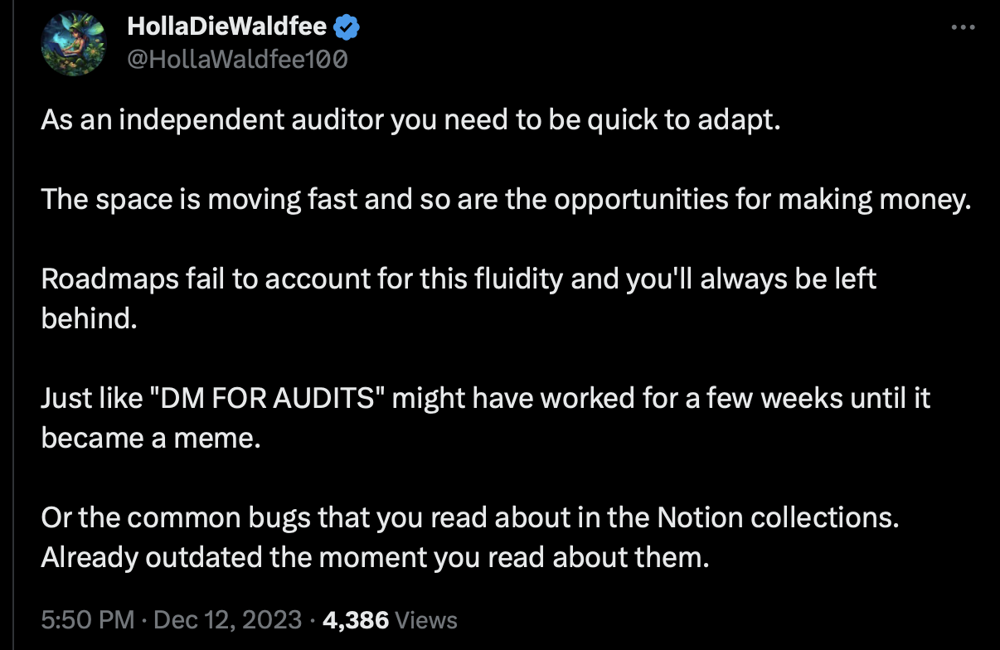 HollaDieWaldfee
@HollaWaldfee100
As an independent auditor you need to be quick to adapt.
The space is moving fast and so are the opportunities for making money.
Roadmaps fail to account for this fluidity and you'll always be left
behind.
Just like "DM FOR AUDITS" might have worked for a few weeks until it
became a meme.
Or the common bugs that you read about in the Notion collections.
Already outdated the moment you read about them.
5:50 PM · Dec 12, 2023 · 4,386 Views